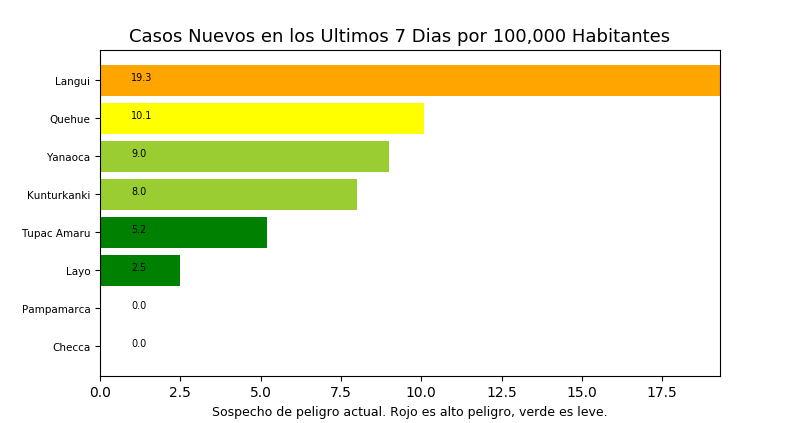 Casos Nuevos en los Ultimos 7 Dias por 100,000 Habitantes
Langui 19.3
Quehue 10.1
Yanaoca 9.0
Kunturkanki 8.0
Tupac Amaru 5.2
Layo 2.5
Pampamarca 0.0
Checca 0.0
0.0 2.5 5.0 7.5 10.0 12.5 15.0 17.5
Sospecho de peligro actual. Rojo es alto peligro, verde es leve.